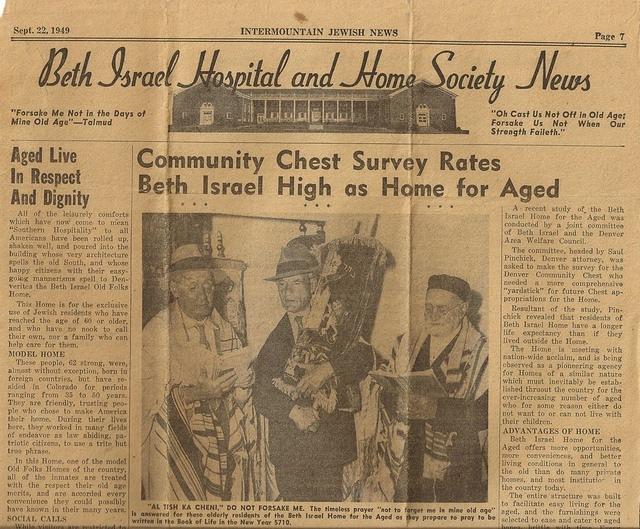 Sept. 22, 1949
INTERMOUNTAIN JEWISH NEWS
Page 7
Beth Israel Hospital and Home Society News
"Forsake Me Not in the Days of
Mine Old Age"—Talmud
"Oh Cast Us Not Off in Old Age;
Forsake Us Not When Our
Strength Faileth."
Aged Live
In Respect
And Dignity
All of the leisurely comforts
which have now come to mean
"Southern Hospitality" to all
Americans have been rolled up,
shaken well, and poured into the
building whose very architecture
spells the old South, and whose
happy citizens with their easy-
going mannerisms spell to Den-
verites the Beth Israel Old Folks
Home.
This Home is for the exclusive
use of Jewish residents who have
reached the age of 60 or older,
and who have no nook to call
their own, nor a family who can
help care for them.
MODEL HOME
These people, 62 strong, were,
almost without exception, born in
foreign countries, but have re-
sided in Colorado for periods
ranging from 35 to 50 years.
They are friendly, trusting peo-
ple who chose to make America
their home. During their lives
here, they worked in many fields
of endeavor as law abiding, pa-
triotic citizens, to use a trite but
true phrase.
In this Home, one of the model
Old Folks Homes of the country,
all of the inmates are treated
with the respect their old age
merits, and are accorded every
convenience they could possibly
have known in their many years.
SOCIAL CALLS
Community Chest Survey Rates
Beth Israel High as Home for Aged
"AL TISH KA CHENI," DO NOT FORSAKE ME. The timeless prayer "not to forget me in mine old age"
is answered for these elderly residents of the Beth Israel Home for the Aged as they prepare to pray to be
written in the Book of Life in the New Year 5710.
A recent study of the Beth
Israel Home for the Aged was
conducted by a joint committee
of Beth Israel and the Denver
Area Welfare Council.
The committee, headed by Saul
Pinchick, Denver attorney, was
asked to make the survey for the
Denver Community Chest who
needed a more comprehensive
"yardstick" for future Chest ap-
propriations for the Home.
Resultant of the study, Pin-
chick revealed that residents of
Beth Israel Home have a longer
life expectancy than if they
lived outside the Home.
The Home is meeting with
nation-wide acclaim, and is being
observed as a pioneering agency
for Homes of a similar nature
which must inevitably be estab-
lished throuout the country for the
ever-increasing number of aged
who for some reason either do
not want to or can not live with
their children.
ADVANTAGES OF HOME
Beth Israel Home for the
Aged offers more opportunities,
more conveniences, and better
living conditions in general to
the old than do many private
homes, and most institutions in
the country today.
The entire structure was built
to facilitate easy living for the
aged, and the furnishings were
selected to ease and cater to aged